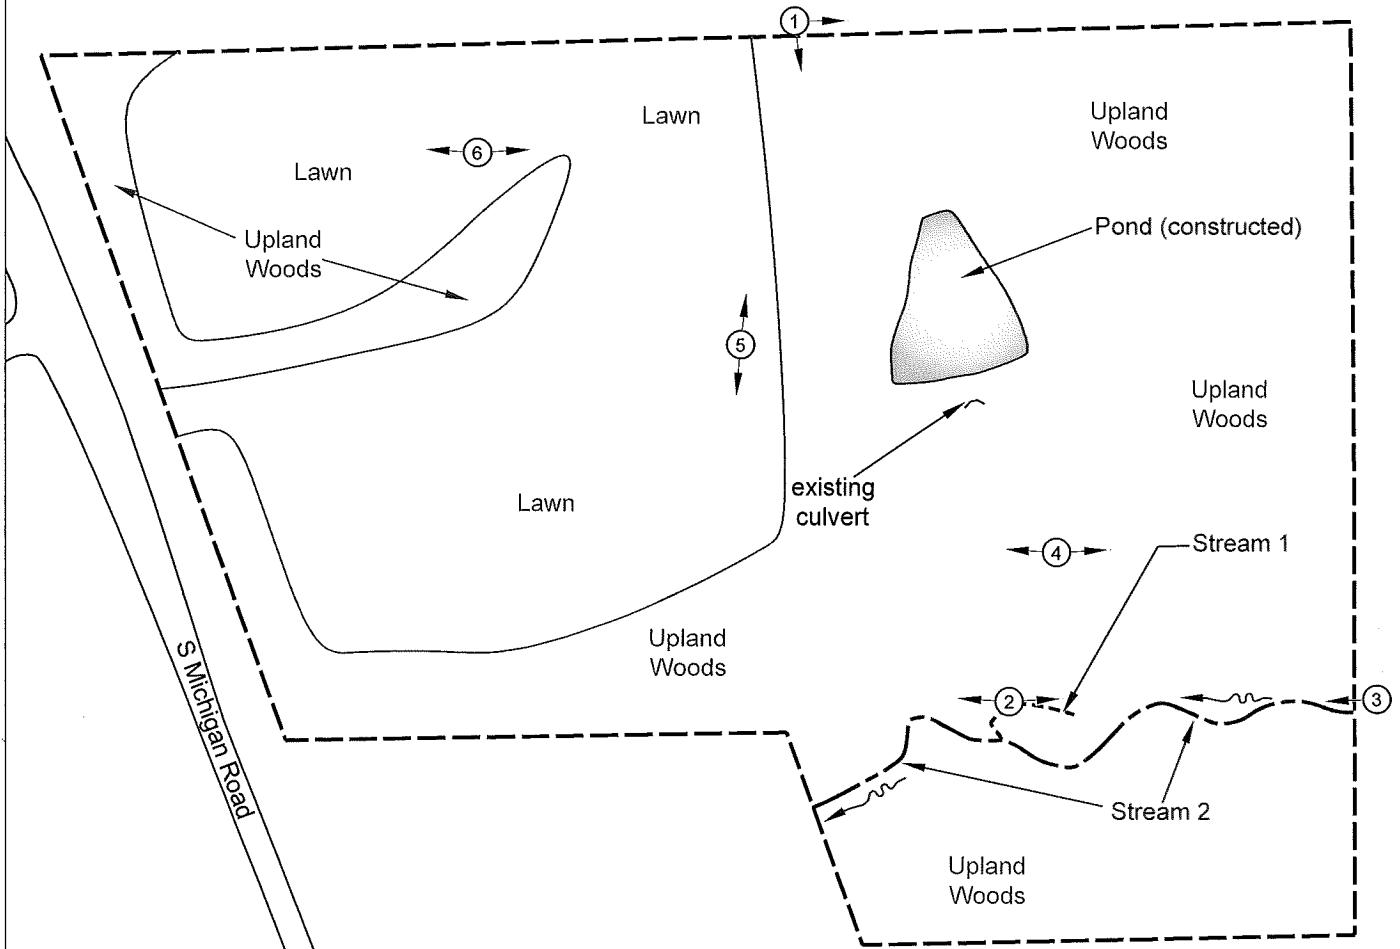 1
Lawn
Upland
Woods
6
Lawn
Upland
Woods
Pond (constructed)
5
Upland
Woods
existing
culvert
Lawn
4
Stream 1
Upland
Woods
S Michigan Road
2
3
Stream 2
Upland
Woods